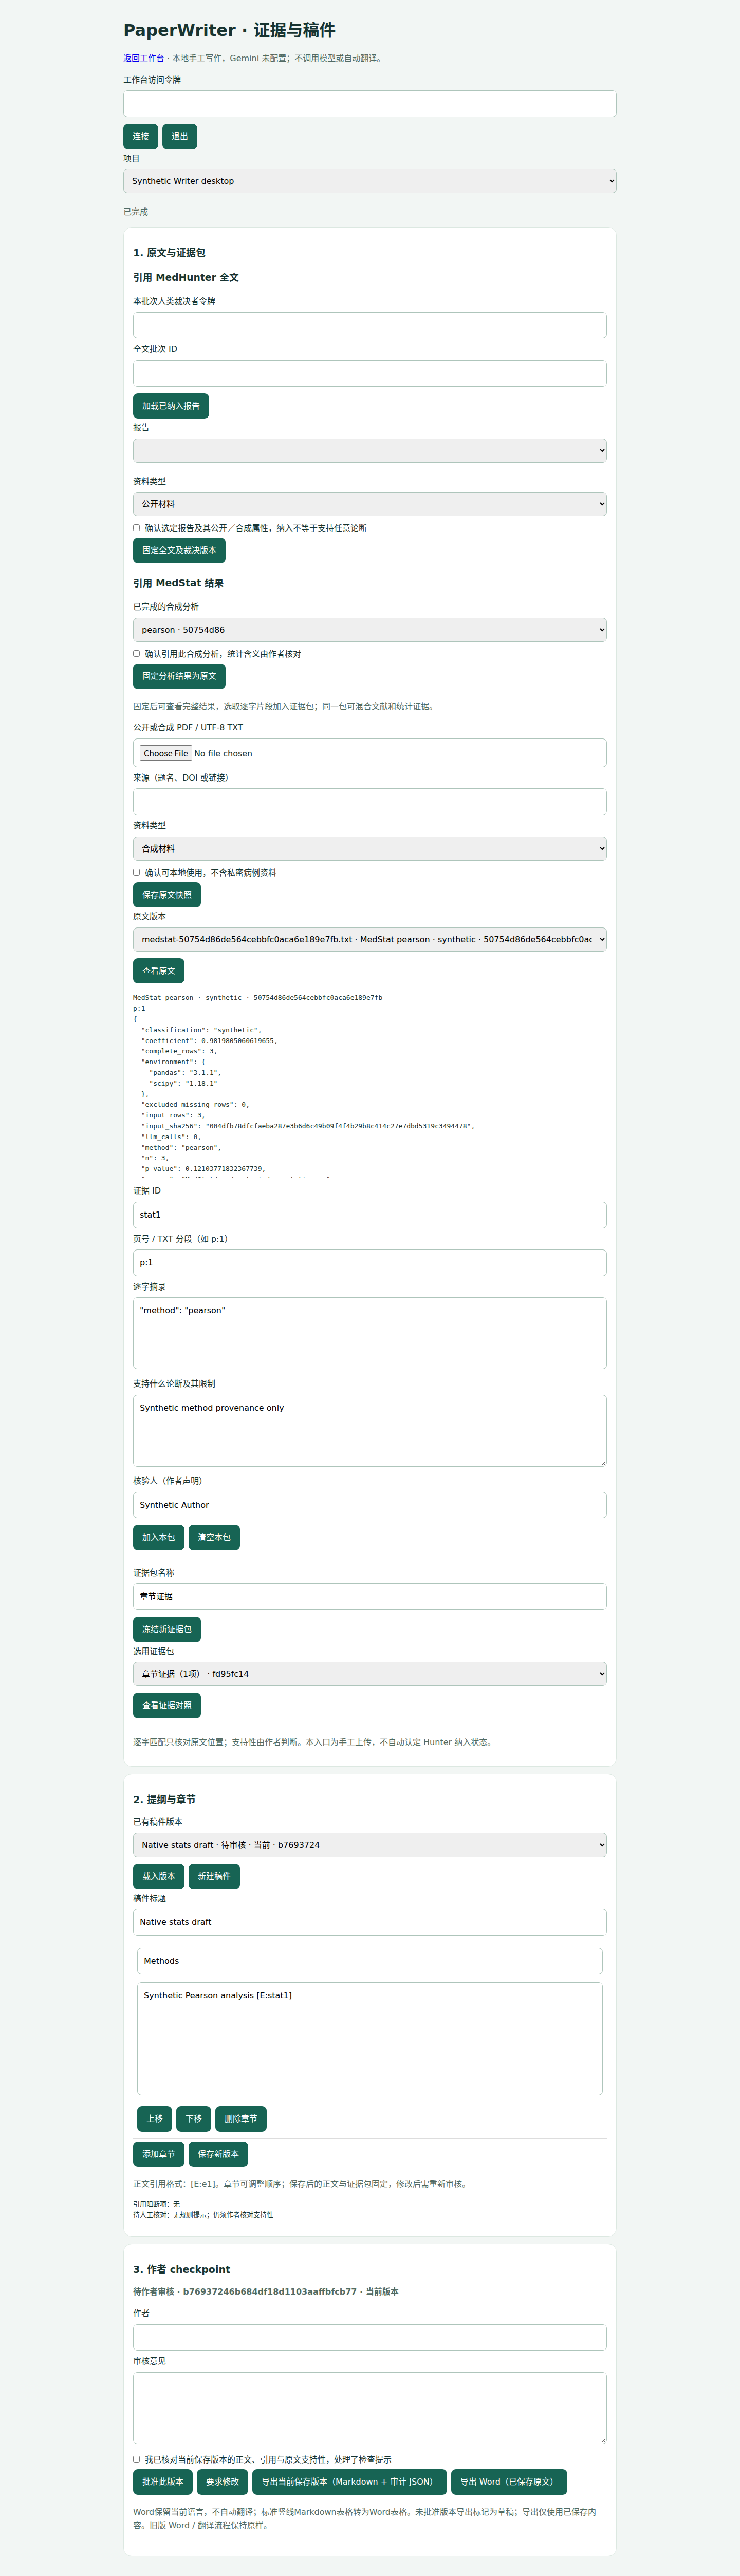 PaperWriter · 证据与稿件
返回工作台 · 本地手工写作，Gemini 未配置；不调用模型或自动翻译。
工作台访问令牌
连接 退出
项目
Synthetic Writer desktop
已完成
1. 原文与证据包
引用 MedHunter 全文
本批次人类裁决者令牌
全文批次 ID
加载已纳入报告
报告
资料类型
公开材料
确认选定报告及其公开／合成属性，纳入不等于支持任意论断
固定全文及裁决版本
引用 MedStat 结果
已完成的合成分析
pearson · 50754d86
确认引用此合成分析，统计含义由作者核对
固定分析结果为原文
固定后可查看完整结果，选取逐字片段加入证据包；同一包可混合文献和统计证据。
公开或合成 PDF / UTF-8 TXT
Choose File No file chosen
来源（题名、DOI 或链接）
资料类型
合成材料
确认可本地使用，不含私密病例资料
保存原文快照
原文版本
medstat-50754d86de564cebbfc0aca6e189e7fb.txt · MedStat pearson · synthetic · 50754d86de564cebbfc0ac
查看原文
MedStat pearson · synthetic · 50754d86de564cebbfc0aca6e189e7fb
p:1
{
"classification": "synthetic",
"coefficient": 0.9819805060619655,
"complete_rows": 3,
"environment": {
"pandas": "3.1.1",
"scipy": "1.18.1"
},
"excluded_missing_rows": 0,
"input_rows": 3,
"input_sha256": "004dfb78dfcfaeba287e3b6d6c49b09f4f4b29b8c414c27e7dbd5319c3494478",
"llm_calls": 0,
"method": "pearson",
"n": 3,
"p_value": 0.12103771832367739,
证据 ID
stat1
页号 / TXT 分段（如 p:1）
p:1
逐字摘录
"method": "pearson"
支持什么论断及其限制
Synthetic method provenance only
核验人（作者声明）
Synthetic Author
加入本包 清空本包
证据包名称
章节证据
冻结新证据包
选用证据包
章节证据（1项） · fd95fc14
查看证据对照
逐字匹配只核对原文位置；支持性由作者判断。本入口为手工上传，不自动认定 Hunter 纳入状态。
2. 提纲与章节
已有稿件版本
Native stats draft · 待审核 · 当前 · b7693724
载入版本 新建稿件
稿件标题
Native stats draft
Methods
Synthetic Pearson analysis [E:stat1]
上移 下移 删除章节
添加章节 保存新版本
正文引用格式：[E:e1]。章节可调整顺序；保存后的正文与证据包固定，修改后需重新审核。
引用阻断项：无
待人工核对：无规则提示；仍须作者核对支持性
3. 作者 checkpoint
待作者审核 · b76937246b684df18d1103aaffbfcb77 · 当前版本
作者
审核意见
我已核对当前保存版本的正文、引用与原文支持性，处理了检查提示
批准此版本 要求修改 导出当前保存版本（Markdown + 审计 JSON） 导出 Word（已保存原文）
Word保留当前语言，不自动翻译；标准竖线Markdown表格转为Word表格。未批准版本导出标记为草稿；导出仅使用已保存内
容。旧版 Word / 翻译流程保持原样。